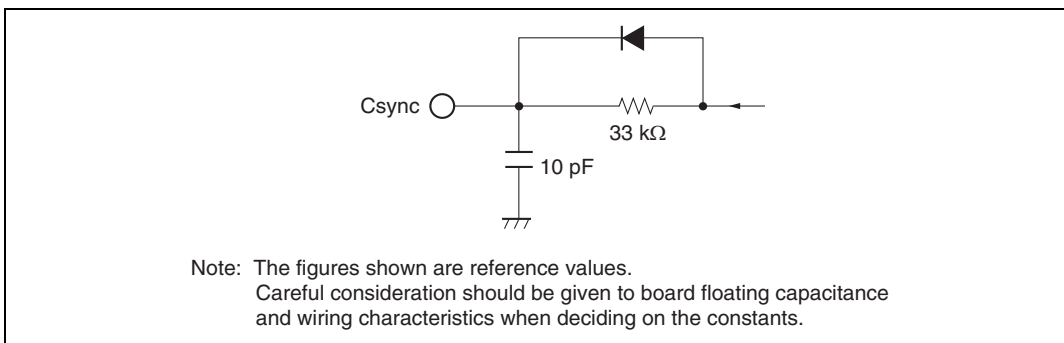 Csync
33 kΩ
10 pF
Note: The figures shown are reference values.
Careful consideration should be given to board floating capacitance
and wiring characteristics when deciding on the constants.